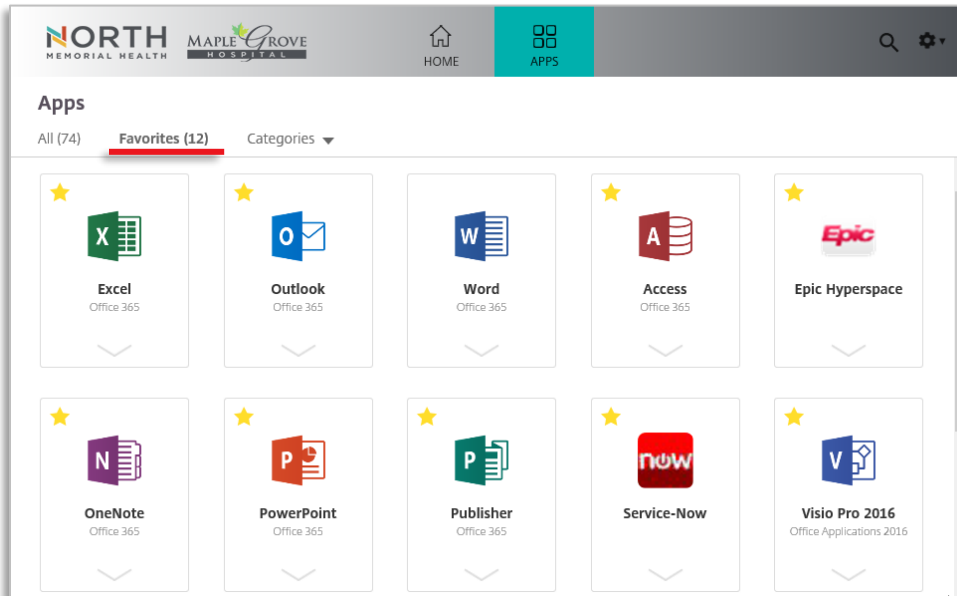 NORTH MAPLE GROVE
MEMORIAL HEALTH HOSPITAL
HOME APPS
Apps
All (74) Favorites (12) Categories
X O W A Epic
Excel Outlook Word Access Epic Hyperspace
Office 365 Office 365 Office 365 Office 365
N P P now V
OneNote PowerPoint Publisher Service-Now Visio Pro 2016
Office 365 Office 365 Office 365 Office Applications 2016